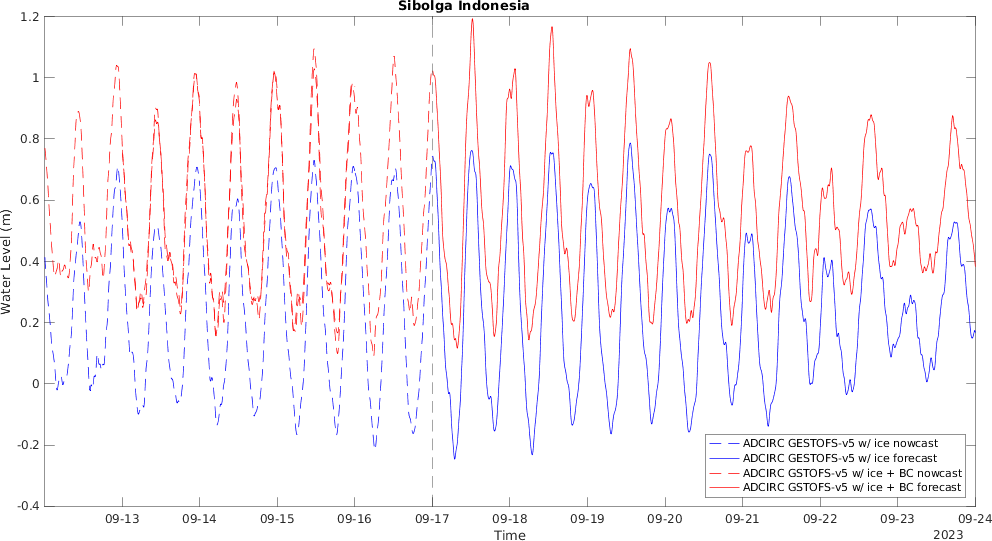 Sibolga Indonesia
1.2
1
0.8
0.6
0.4
0.2
0
-0.2
-0.4
Water Level (m)
ADCIRC GESTOFS-v5 w/ ice nowcast
ADCIRC GESTOFS-v5 w/ ice forecast
ADCIRC GSTOFS-v5 w/ ice + BC nowcast
ADCIRC GSTOFS-v5 w/ ice + BC forecast
09-13 09-14 09-15 09-16 09-17 09-18 09-19 09-20 09-21 09-22 09-23 09-24
Time
2023